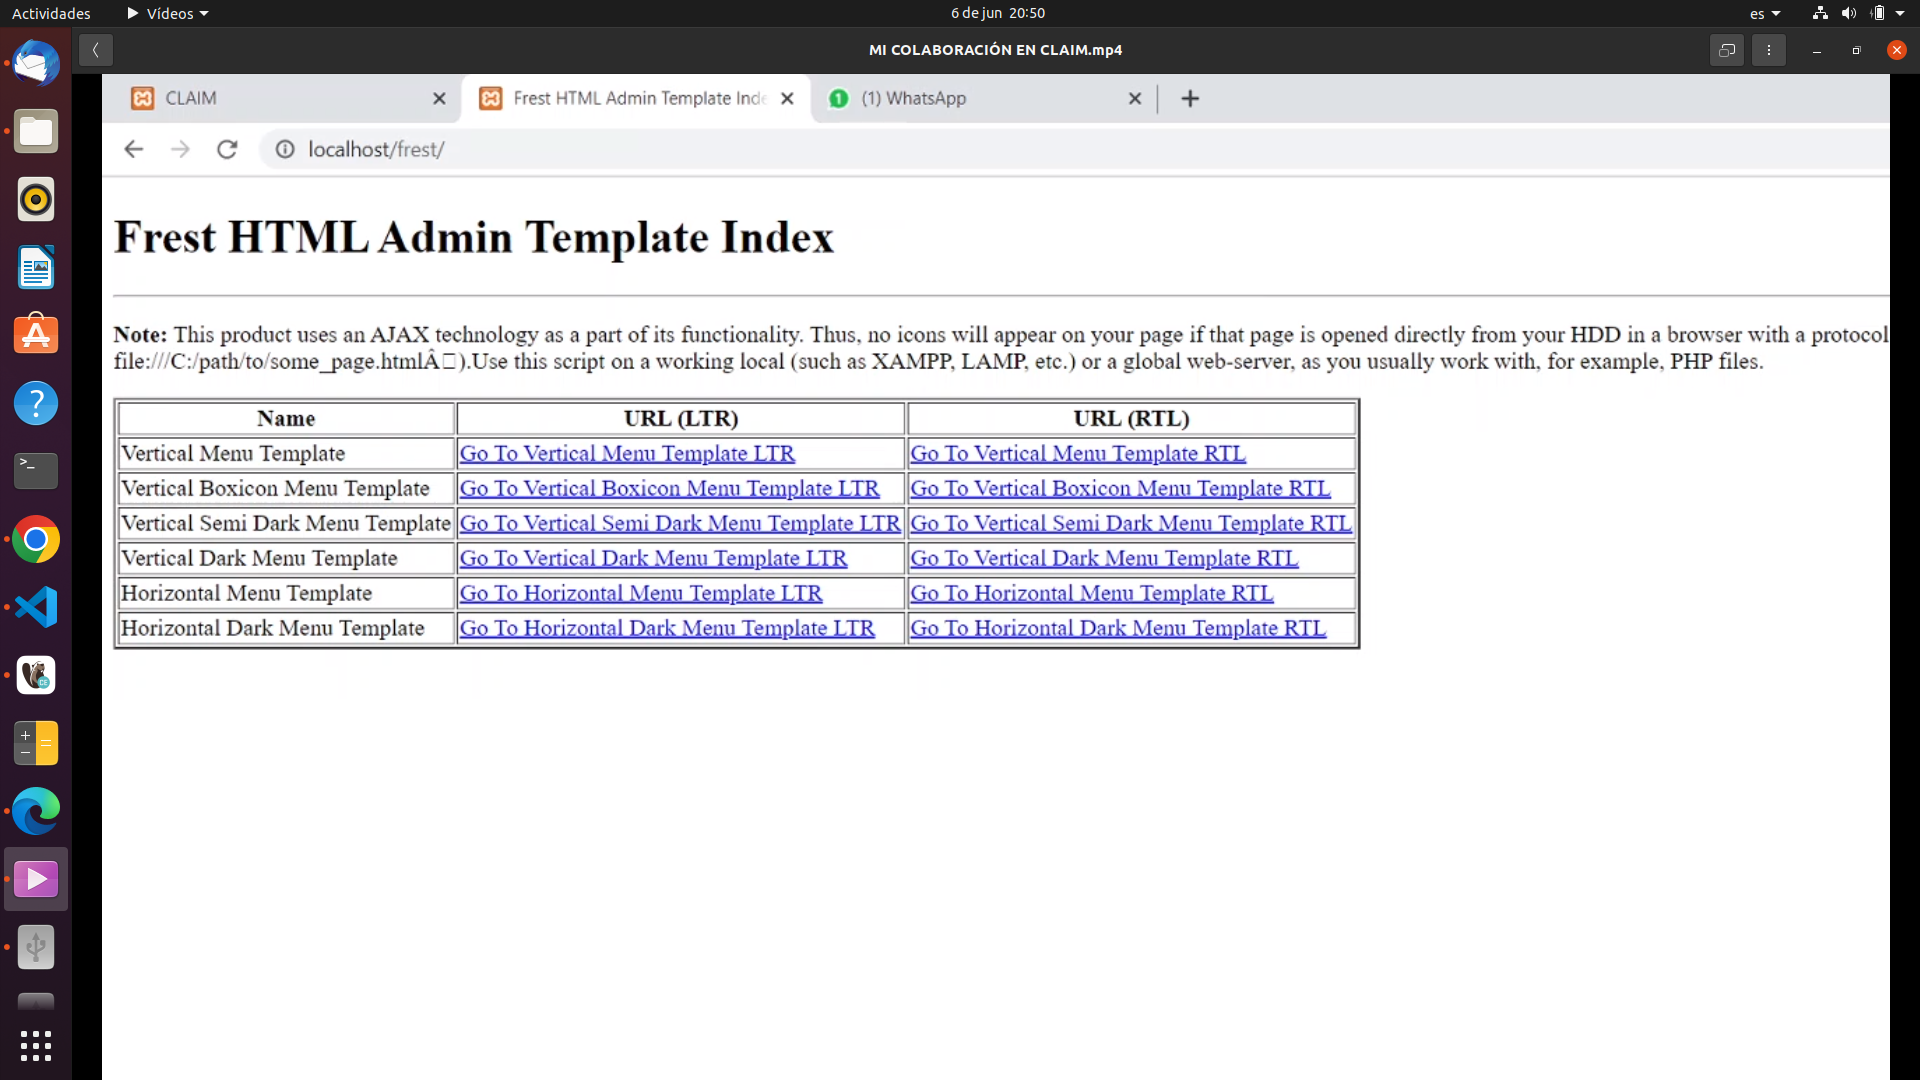 Actividades
Vídeos
6 de jun 20:50
es
MI COLABORACIÓN EN CLAIM.mp4
CLAIM
Frest HTML Admin Template Inde
(1) WhatsApp
localhost/frest/
Frest HTML Admin Template Index
Note: This product uses an AJAX technology as a part of its functionality. Thus, no icons will appear on your page if that page is opened directly from your HDD in a browser with a protocol
file:///C:/path/to/some_page.htmlÂ□).Use this script on a working local (such as XAMPP, LAMP, etc.) or a global web-server, as you usually work with, for example, PHP files.
Name URL (LTR) URL (RTL)
Vertical Menu Template Go To Vertical Menu Template LTR Go To Vertical Menu Template RTL
Vertical Boxicon Menu Template Go To Vertical Boxicon Menu Template LTR Go To Vertical Boxicon Menu Template RTL
Vertical Semi Dark Menu Template Go To Vertical Semi Dark Menu Template LTR Go To Vertical Semi Dark Menu Template RTL
Vertical Dark Menu Template Go To Vertical Dark Menu Template LTR Go To Vertical Dark Menu Template RTL
Horizontal Menu Template Go To Horizontal Menu Template LTR Go To Horizontal Menu Template RTL
Horizontal Dark Menu Template Go To Horizontal Dark Menu Template LTR Go To Horizontal Dark Menu Template RTL